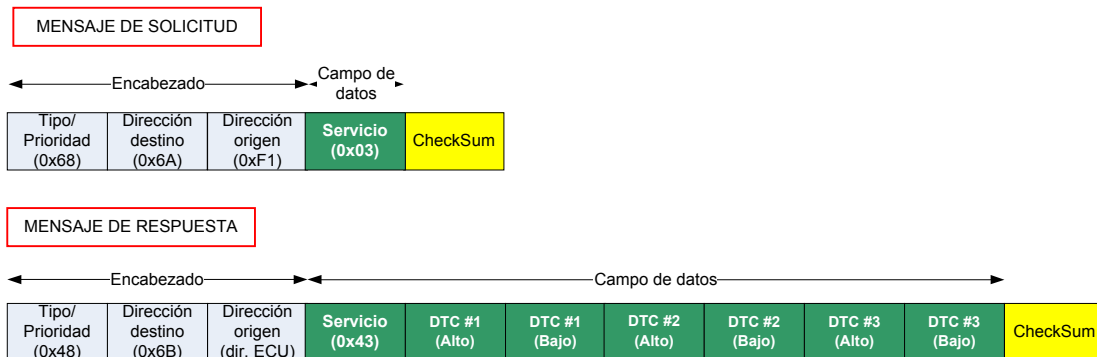 MENSAJE DE SOLICITUD
Encabezado
Campo de
datos
Tipo/
Prioridad
(0x68)
Dirección
destino
(0x6A)
Dirección
origen
(0xF1)
Servicio
(0x03)
CheckSum
MENSAJE DE RESPUESTA
Encabezado
Campo de datos
Tipo/
Prioridad
(0x48)
Dirección
destino
(0x6B)
Dirección
origen
(dir. ECU)
Servicio
(0x43)
DTC #1
(Alto)
DTC #1
(Bajo)
DTC #2
(Alto)
DTC #2
(Bajo)
DTC #3
(Alto)
DTC #3
(Bajo)
CheckSum